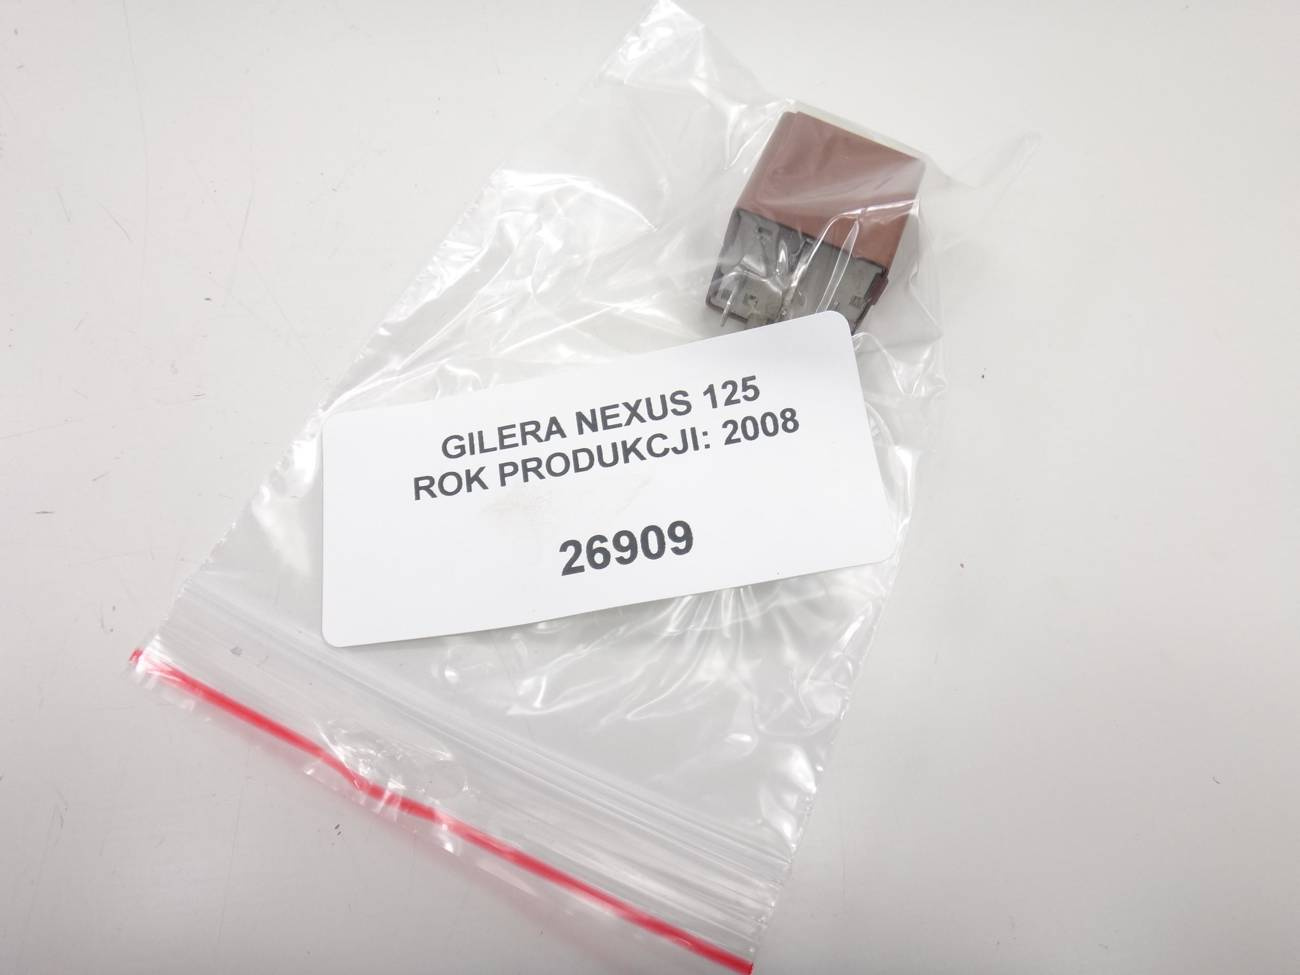 GILERA NEXUS 125
ROK PRODUKCJI: 2008
26909